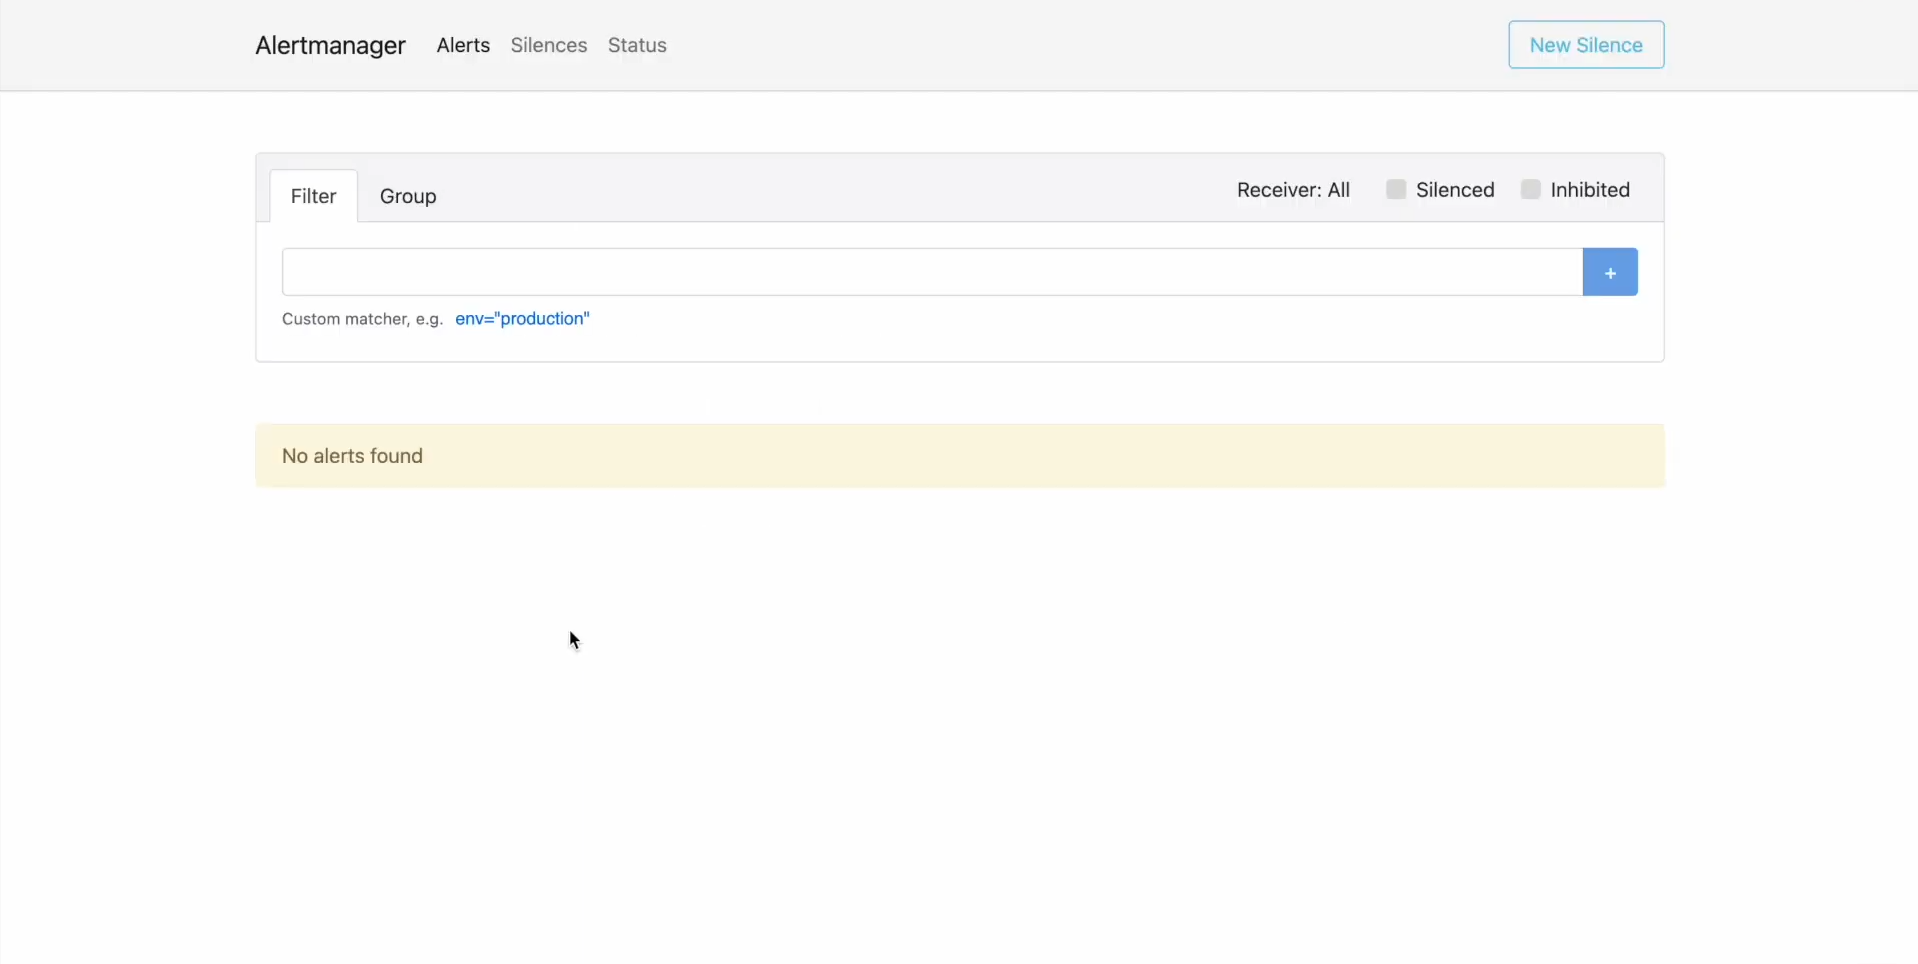 Alertmanager Alerts Silences Status New Silence
Filter Group Receiver: All Silenced Inhibited
+
Custom matcher, e.g. env="production"
No alerts found